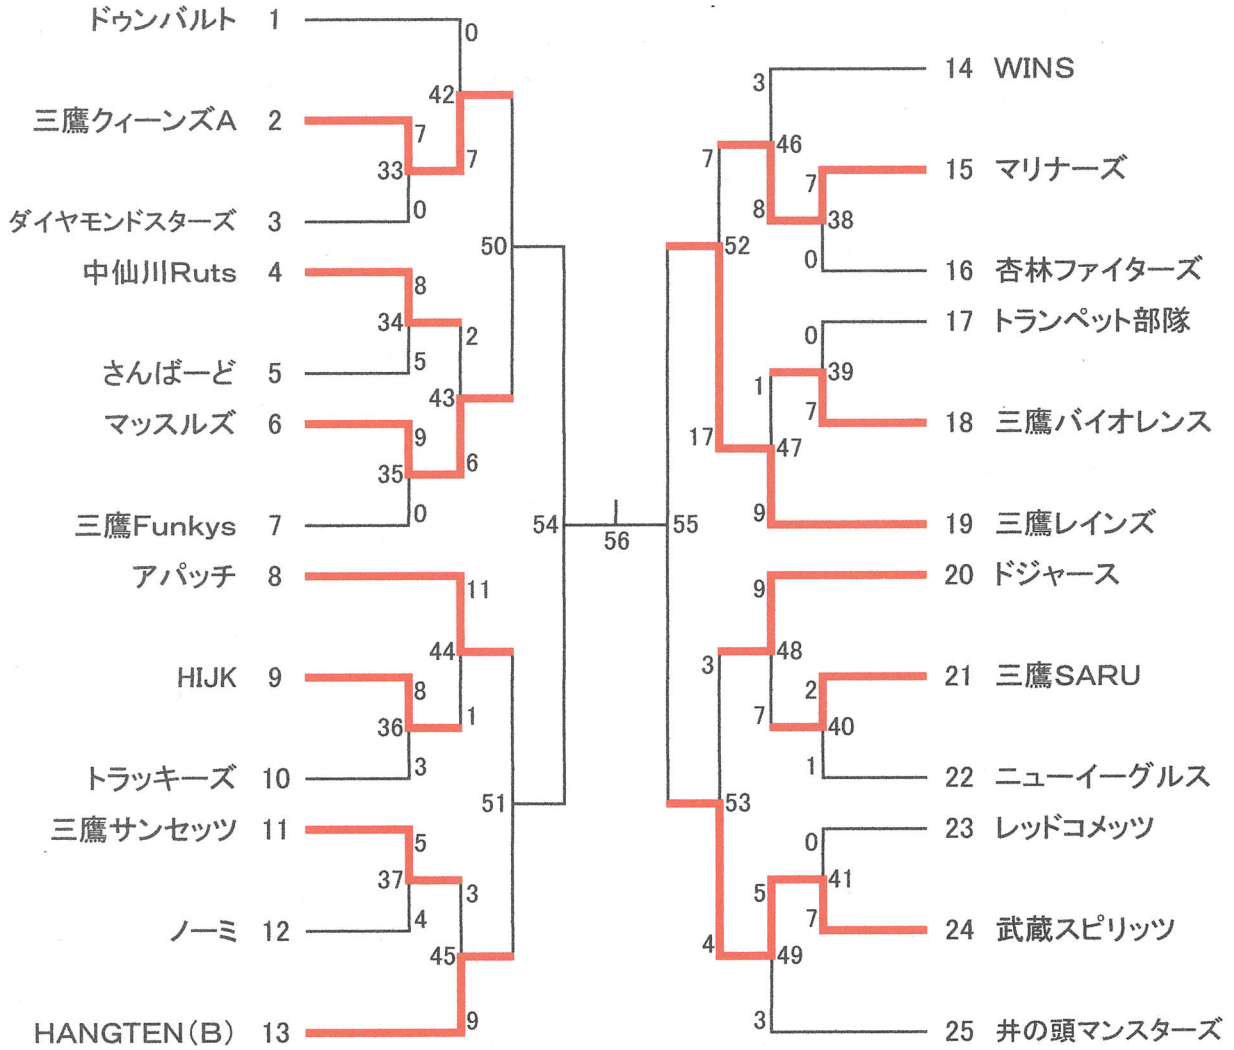 ドゥンバルト 1
0
42
三鷹クィーンズA 2
7
7
33
0
ダイヤモンドスターズ 3
50
中仙川Ruts 4
8
34
2
5
さんばーど 5
43
マッスルズ 6
9
6
35
0
三鷹Funkys 7
54
アパッチ 8
11
44
HIJK 9
8
1
36
3
トラッキーズ 10
51
三鷹サンセッツ 11
5
37
3
4
ノーミ 12
45
9
HANGTEN(B) 13
56
55
14 WINS
3
46
7
15 マリナーズ
7
8
38
0
16 杏林ファイターズ
52
17 トランペット部隊
0
39
1
7
18 三鷹バイオレンス
17
47
9
19 三鷹レインズ
20 ドジャース
9
48
3
21 三鷹SARU
2
7
40
1
22 ニューイーグルス
53
23 レッドコメッツ
0
41
5
7
24 武蔵スピリッツ
4
49
3
25 井の頭マンスターズ